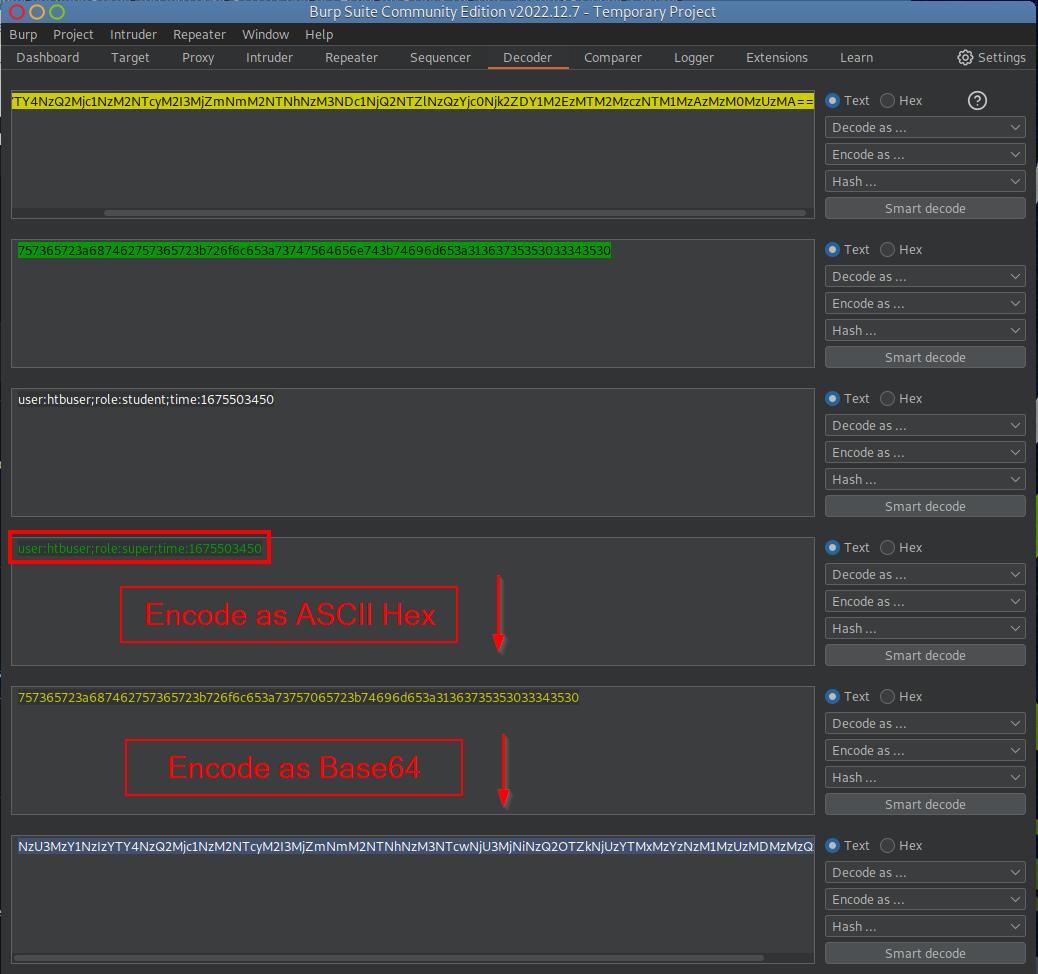 Burp Suite Community Edition v2022.12.7 - Temporary Project
Burp Project Intruder Repeater Window Help
Dashboard Target Proxy Intruder Repeater Sequencer Decoder Comparer Logger Extensions Learn Settings
TY4NzQ2Mjc1NzM2NTcyM2I3MjZmNmM2NTNhNzM3NDc1NjQ2NTZlNzQzYjc0Njk2ZDY1M2EzMTM2MzczNTM1MzAzMzM0MzUzMA==
Text Hex ?
Decode as ...
Encode as ...
Hash ...
Smart decode
757365723a687462757365723b726f6c653a73747564656e743b74696d653a31363735353033343530
Text Hex
Decode as ...
Encode as ...
Hash ...
Smart decode
user:htbuser;role:student;time:1675503450
Text Hex
Decode as ...
Encode as ...
Hash ...
Smart decode
user:htbuser;role:super;time:1675503450
Text Hex
Decode as ...
Encode as ASCII Hex
Encode as ...
Hash ...
Smart decode
757365723a687462757365723b726f6c653a73757065723b74696d653a31363735353033343530
Text Hex
Decode as ...
Encode as Base64
Encode as ...
Hash ...
Smart decode
NzU3MzY1NzIzYTY4NzQ2Mjc1NzM2NTcyM2I3MjZmNmM2NTNhNzM3NTcwNjU3MjNiNzQ2OTZkNjUzYTMxMzYzNzM1MzUzMDMzMzQ
Text Hex
Decode as ...
Encode as ...
Hash ...
Smart decode